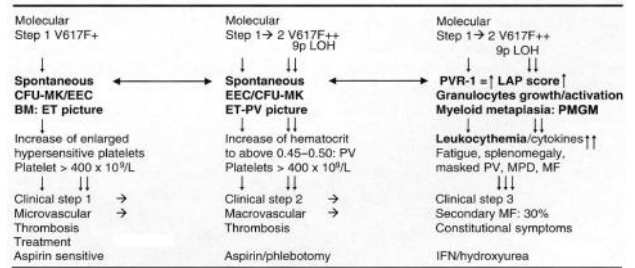 Molecular
Step 1 V617F+
↓
Spontaneous
CFU-MK/EEC
BM: ET picture
↓
Increase of enlarged
hypersensitive platelets
Platelet > 400 x 10⁹/L
↓ ↓↓
Clinical step 1 →
Microvascular →
Thrombosis
Treatment
Aspirin sensitive
Molecular
Step 1→ 2 V617F++
9p LOH
↓ ↓↓
Spontaneous
EEC/CFU-MK
ET-PV picture
↓ ↓↓
Increase of hematocrit
to above 0.45–0.50: PV
Platelets > 400 x 10⁹/L
↓ ↓↓
Clinical step 2 →
Macrovascular →
Thrombosis
Aspirin/phlebotomy
Molecular
Step 1→ 2 V617F++
9p LOH
↓ ↓↓
PVR-1 =↑ LAP score↑
Granulocytes growth/activation
Myeloid metaplasia: PMGM
↓ ↓↓
Leukocythemia/cytokines↑↑
Fatigue, splenomegaly,
masked PV, MPD, MF
↓↓↓
Clinical step 3
Secondary MF: 30%
Constitutional symptoms
IFN/hydroxyurea